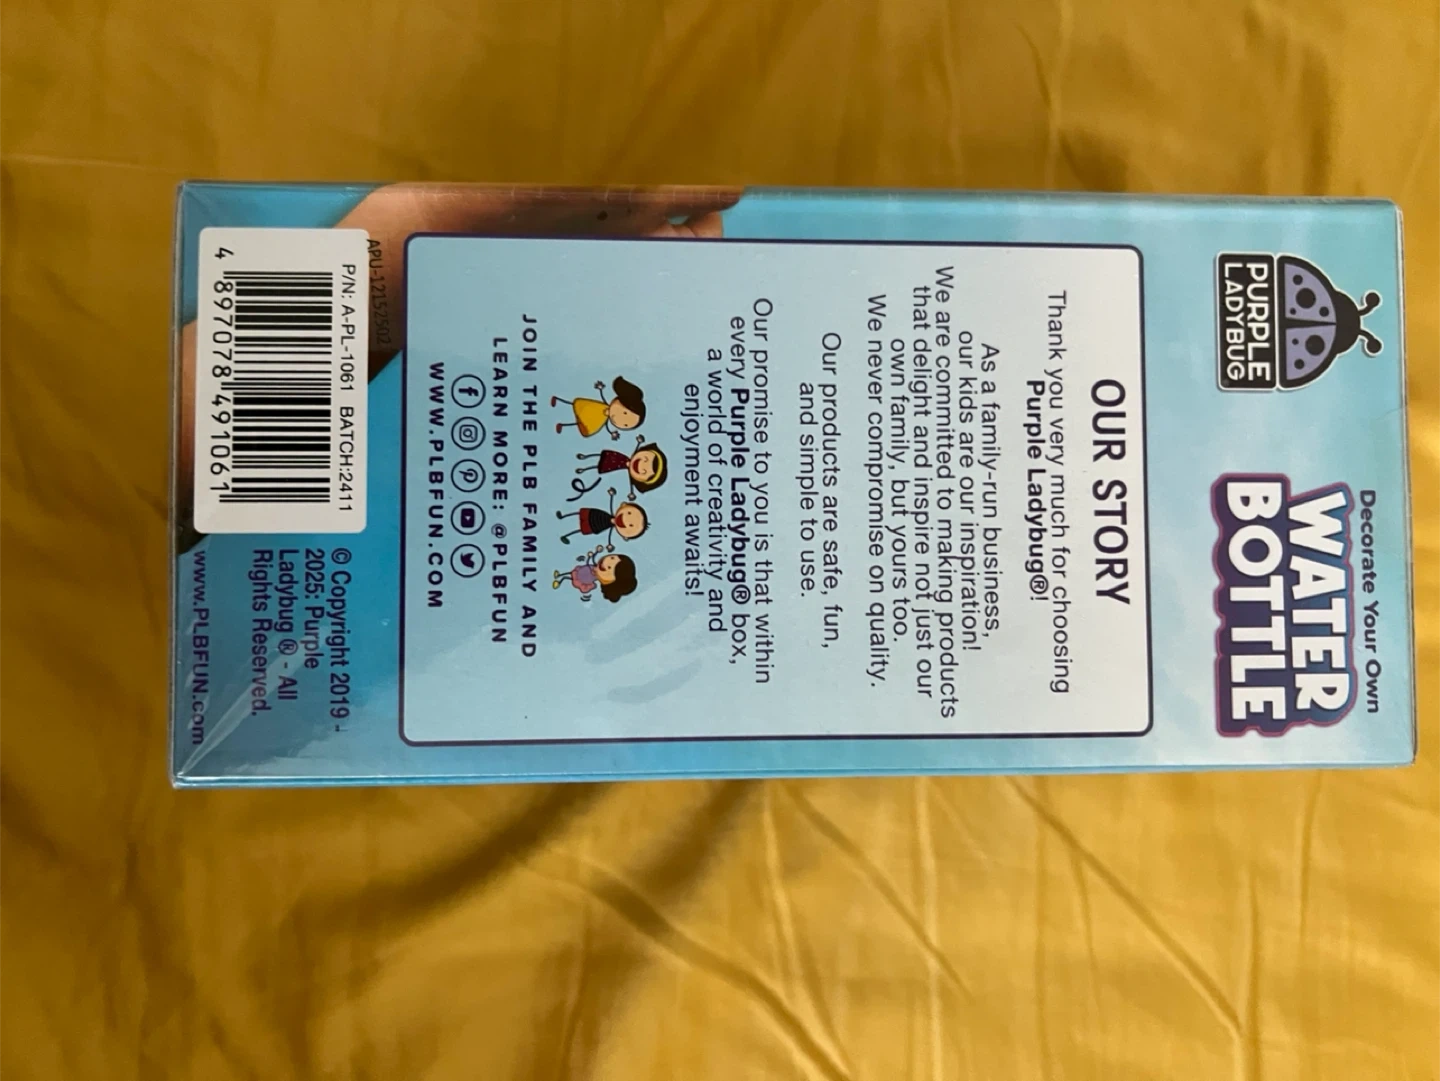 PURPLE
LADYBUG
Decorate Your Own
WATER
BOTTLE
OUR STORY
Thank you very much for choosing
Purple Ladybug®!
As a family-run business,
our kids are our inspiration!
We are committed to making products
that delight and inspire not just our
own family, but yours too.
We never compromise on quality.
Our products are safe, fun,
and simple to use.
Our promise to you is that within
every Purple Ladybug® box,
a world of creativity and
enjoyment awaits!
JOIN THE PLB FAMILY AND
LEARN MORE: @PLBFUN
WWW.PLBFUN.COM
APU-12152502
P/N: A-PL-1061 BATCH:2411
4 897078 491061
© Copyright 2019 -
2025: Purple
Ladybug ® - All
Rights Reserved.
www.PLBFUN.com